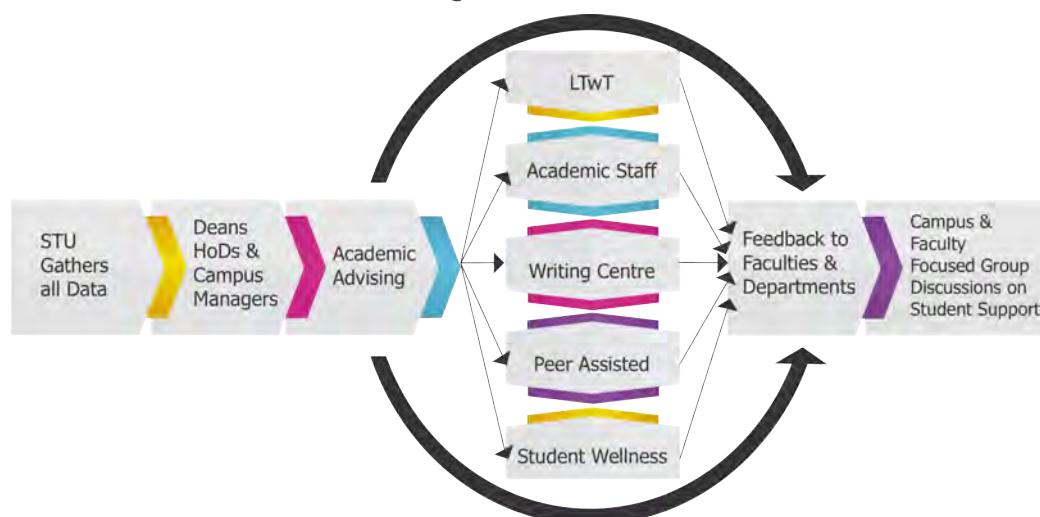 STU
Gathers
all Data
Deans
HoDs &
Campus
Managers
Academic
Advising
LTwT
Academic Staff
Writing Centre
Peer Assisted
Student Wellness
Feedback to
Faculties &
Departments
Campus &
Faculty
Focused Group
Discussions on
Student Support